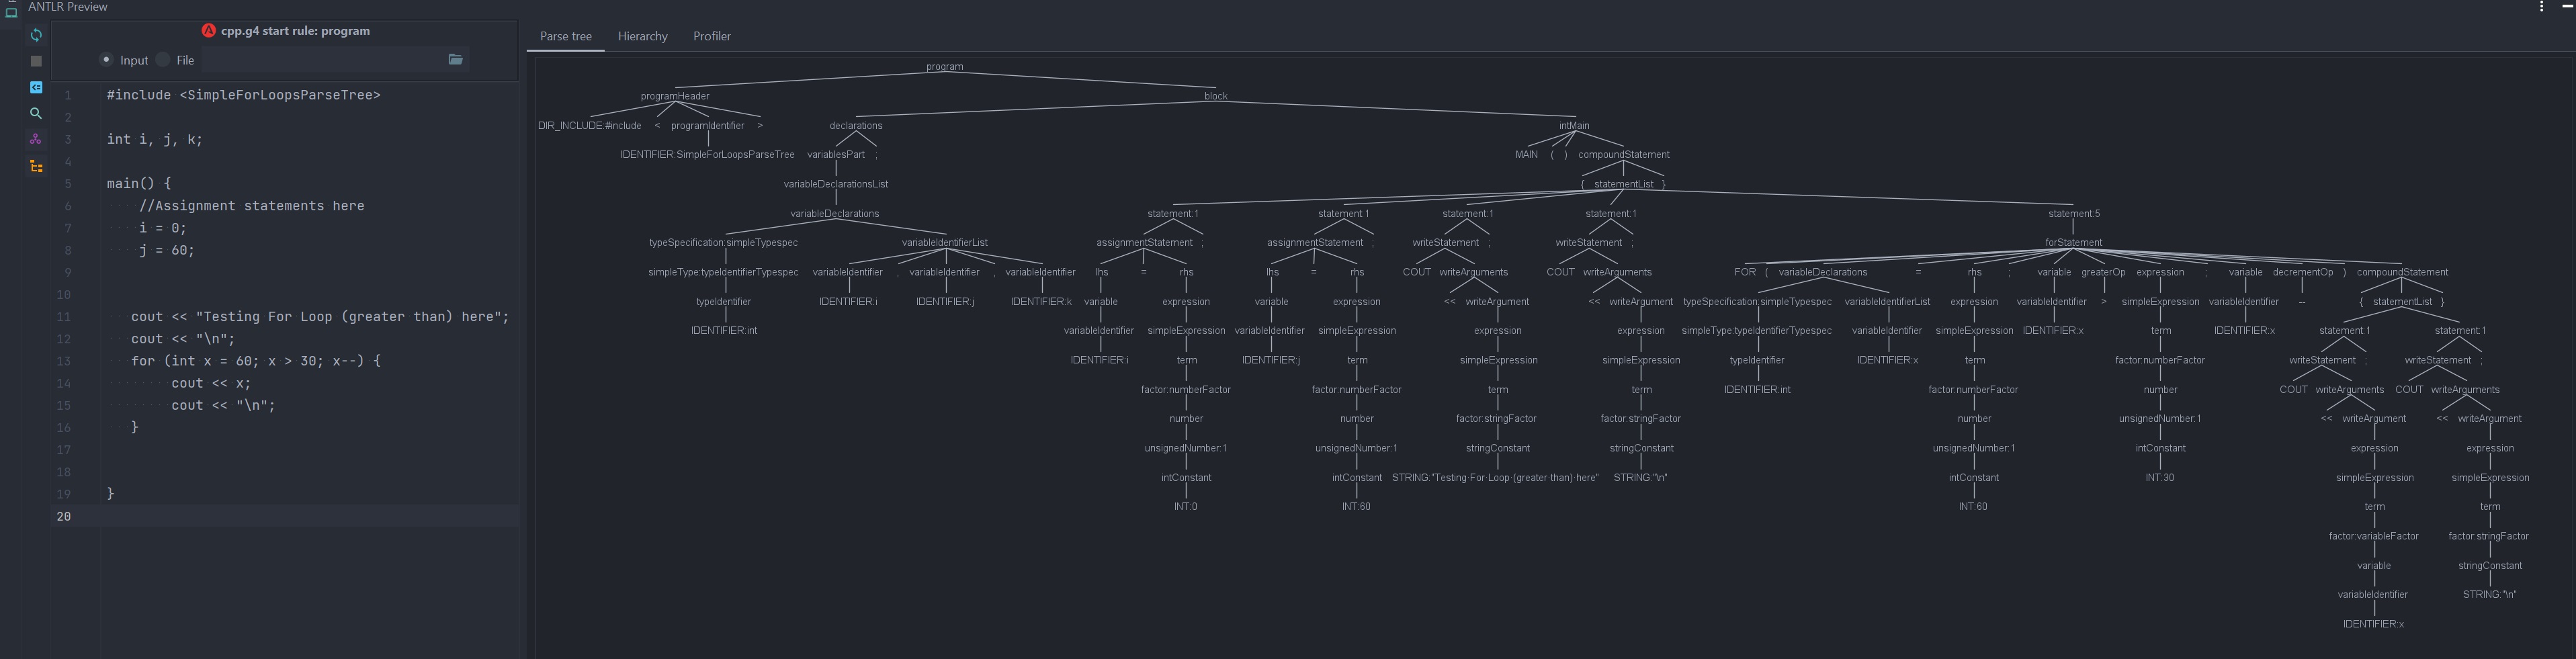 ANTLR Preview
cpp.g4 start rule: program
Input File
1 #include <SimpleForLoopsParseTree>
2
3 int i, j, k;
4
5 main() {
6 //Assignment statements here
7 i = 0;
8 j = 60;
9
10
11 cout << "Testing For Loop (greater than) here";
12 cout << "\n";
13 for (int x = 60; x > 30; x--) {
14 cout << x;
15 cout << "\n";
16 }
17
18
19 }
20
Parse tree Hierarchy Profiler
program
programHeader block
DIR_INCLUDE:#include < programIdentifier > declarations intMain
IDENTIFIER:SimpleForLoopsParseTree variablesPart ; MAIN ( ) compoundStatement
variableDeclarationsList { statementList }
variableDeclarations statement:1 statement:1 statement:1 statement:1 statement:5
typeSpecification:simpleTypespec variableIdentifierList assignmentStatement ; assignmentStatement ; writeStatement ; writeStatement ; forStatement
simpleType:typeIdentifierTypespec variableIdentifier , variableIdentifier , variableIdentifier lhs = rhs lhs = rhs COUT writeArguments COUT writeArguments FOR ( variableDeclarations = rhs ; variable greaterOp expression ; variable decrementOp ) compoundStatement
typeIdentifier IDENTIFIER:i IDENTIFIER:j IDENTIFIER:k variable expression variable expression << writeArgument << writeArgument typeSpecification:simpleTypespec variableIdentifierList expression variableIdentifier > simpleExpression variableIdentifier -- { statementList }
IDENTIFIER:int variableIdentifier simpleExpression variableIdentifier simpleExpression expression expression simpleType:typeIdentifierTypespec variableIdentifier simpleExpression IDENTIFIER:x term IDENTIFIER:x statement:1 statement:1
IDENTIFIER:i term IDENTIFIER:j term simpleExpression simpleExpression typeIdentifier IDENTIFIER:x term factor:numberFactor writeStatement ; writeStatement ;
factor:numberFactor factor:numberFactor term term IDENTIFIER:int factor:numberFactor number COUT writeArguments COUT writeArguments
number number factor:stringFactor factor:stringFactor number unsignedNumber:1 << writeArgument << writeArgument
unsignedNumber:1 unsignedNumber:1 stringConstant stringConstant unsignedNumber:1 intConstant expression expression
intConstant intConstant STRING:"Testing·For·Loop·(greater·than)·here" STRING:"\n" intConstant INT:30 simpleExpression simpleExpression
INT:0 INT:60 INT:60 term term
factor:variableFactor factor:stringFactor
variable stringConstant
variableIdentifier STRING:"\n"
IDENTIFIER:x